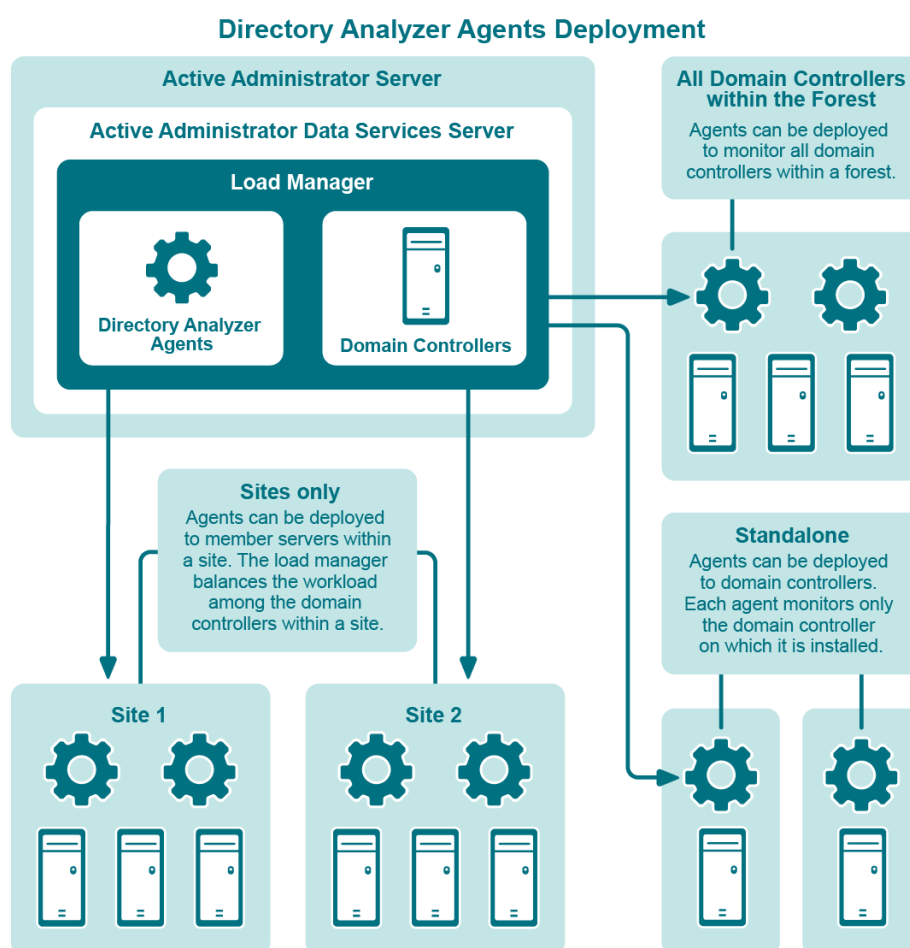 Directory Analyzer Agents Deployment
Active Administrator Server
Active Administrator Data Services Server
Load Manager
Directory Analyzer
Agents
Domain Controllers
All Domain Controllers
within the Forest
Agents can be deployed
to monitor all domain
controllers within a forest.
Sites only
Agents can be deployed
to member servers within
a site. The load manager
balances the workload
among the domain
controllers within a site.
Standalone
Agents can be deployed
to domain controllers.
Each agent monitors only
the domain controller
on which it is installed.
Site 1
Site 2